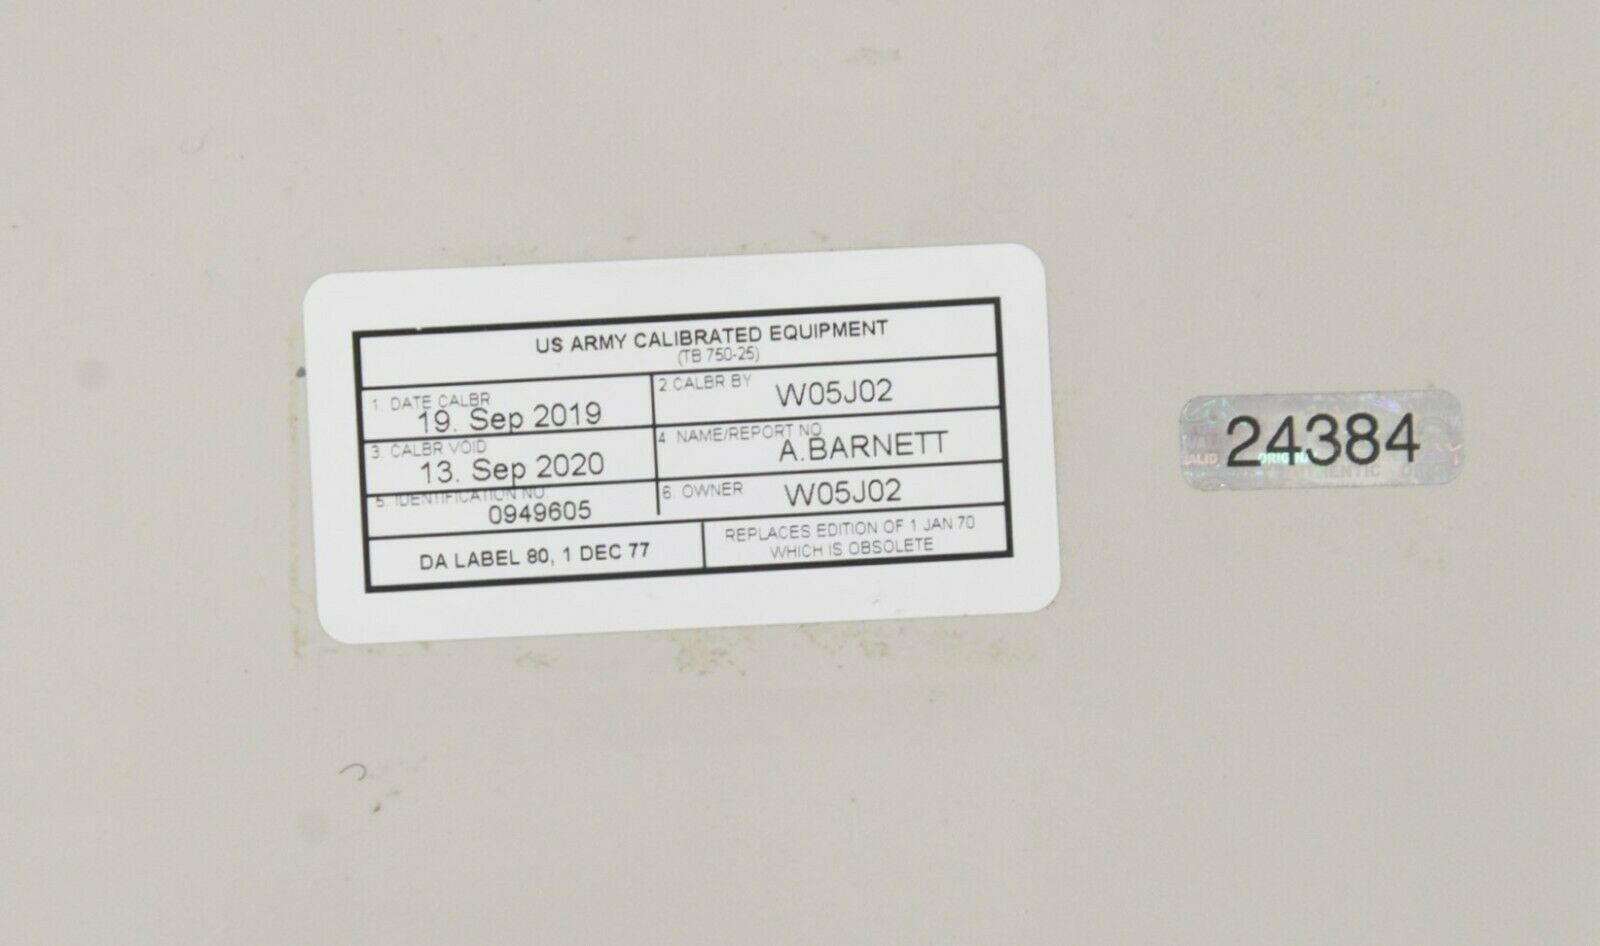 US ARMY CALIBRATED EQUIPMENT
(TB 750-25)
1. DATE CALBR
19. Sep 2019
2 CALBR BY
W05J02
3. CALBR VOID
13. Sep 2020
4 NAME/REPORT NO
A.BARNETT
5. IDENTIFICATION NO.
0949605
6. OWNER
W05J02
DA LABEL 80, 1 DEC 77
REPLACES EDITION OF 1 JAN 70
WHICH IS OBSOLETE
24384